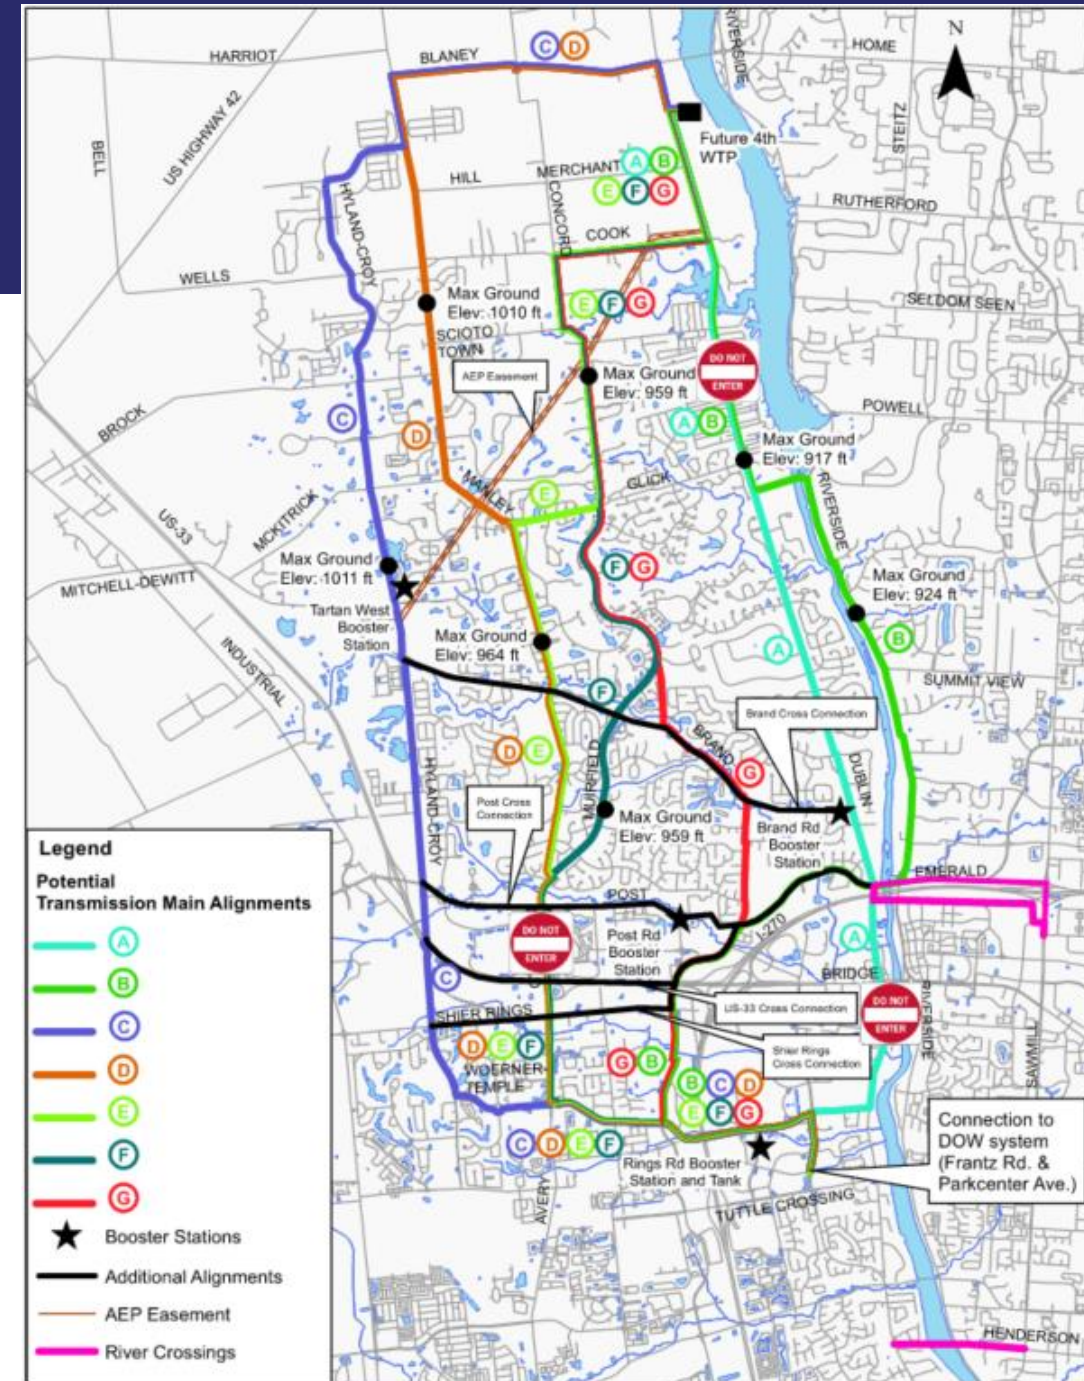 HARRIOT
BLANEY
C D
RIVERSIDE
HOME
N
US HIGHWAY 42
BELL
STEITZ
Future 4th
WTP
MERCHANT
A B
HILL
E F G
HYLAND-CROY
CONCORD
RUTHERFORD
COOK
WELLS
SELDOM SEEN
Max Ground
Elev: 1010 ft
E F G
SCIOTO
TOWN
DO NOT
ENTER
AEP Easement
Max Ground
Elev: 959 ft
BROCK
C
D
A B
POWELL
Max Ground
Elev: 917 ft
MANLEY
E
GLICK
RIVERSIDE
US-33
MCKITRICK
Max Ground
Elev: 1011 ft
F G
MITCHELL-DEWITT
Max Ground
Elev: 924 ft
Tartan West
Booster
Station
Max Ground
Elev: 964 ft
B
A
INDUSTRIAL
F
SUMMIT VIEW
Brand Cross Connection
D E
BRAND
G
MUIRFIELD
DUBLIN
HYLAND-CROY
Post Cross
Connection
Max Ground
Elev: 959 ft
Brand Rd
Booster
Station
EMERALD
POST
I-270
DO NOT
ENTER
Post Rd
Booster
Station
A
BRIDGE
C
RIVERSIDE
US-33 Cross Connection
DO NOT
ENTER
SHIER RINGS
Shier Rings
Cross Connection
D E F
G B
SAWMILL
WOERNER-
TEMPLE
B C D
E F G
C D E F
Rings Rd Booster
Station and Tank
Connection to
DOW system
(Frantz Rd. &
Parkcenter Ave.)
AVERY
TUTTLE CROSSING
HENDERSON
Legend
Potential
Transmission Main Alignments
A
B
C
D
E
F
G
Booster Stations
Additional Alignments
AEP Easement
River Crossings